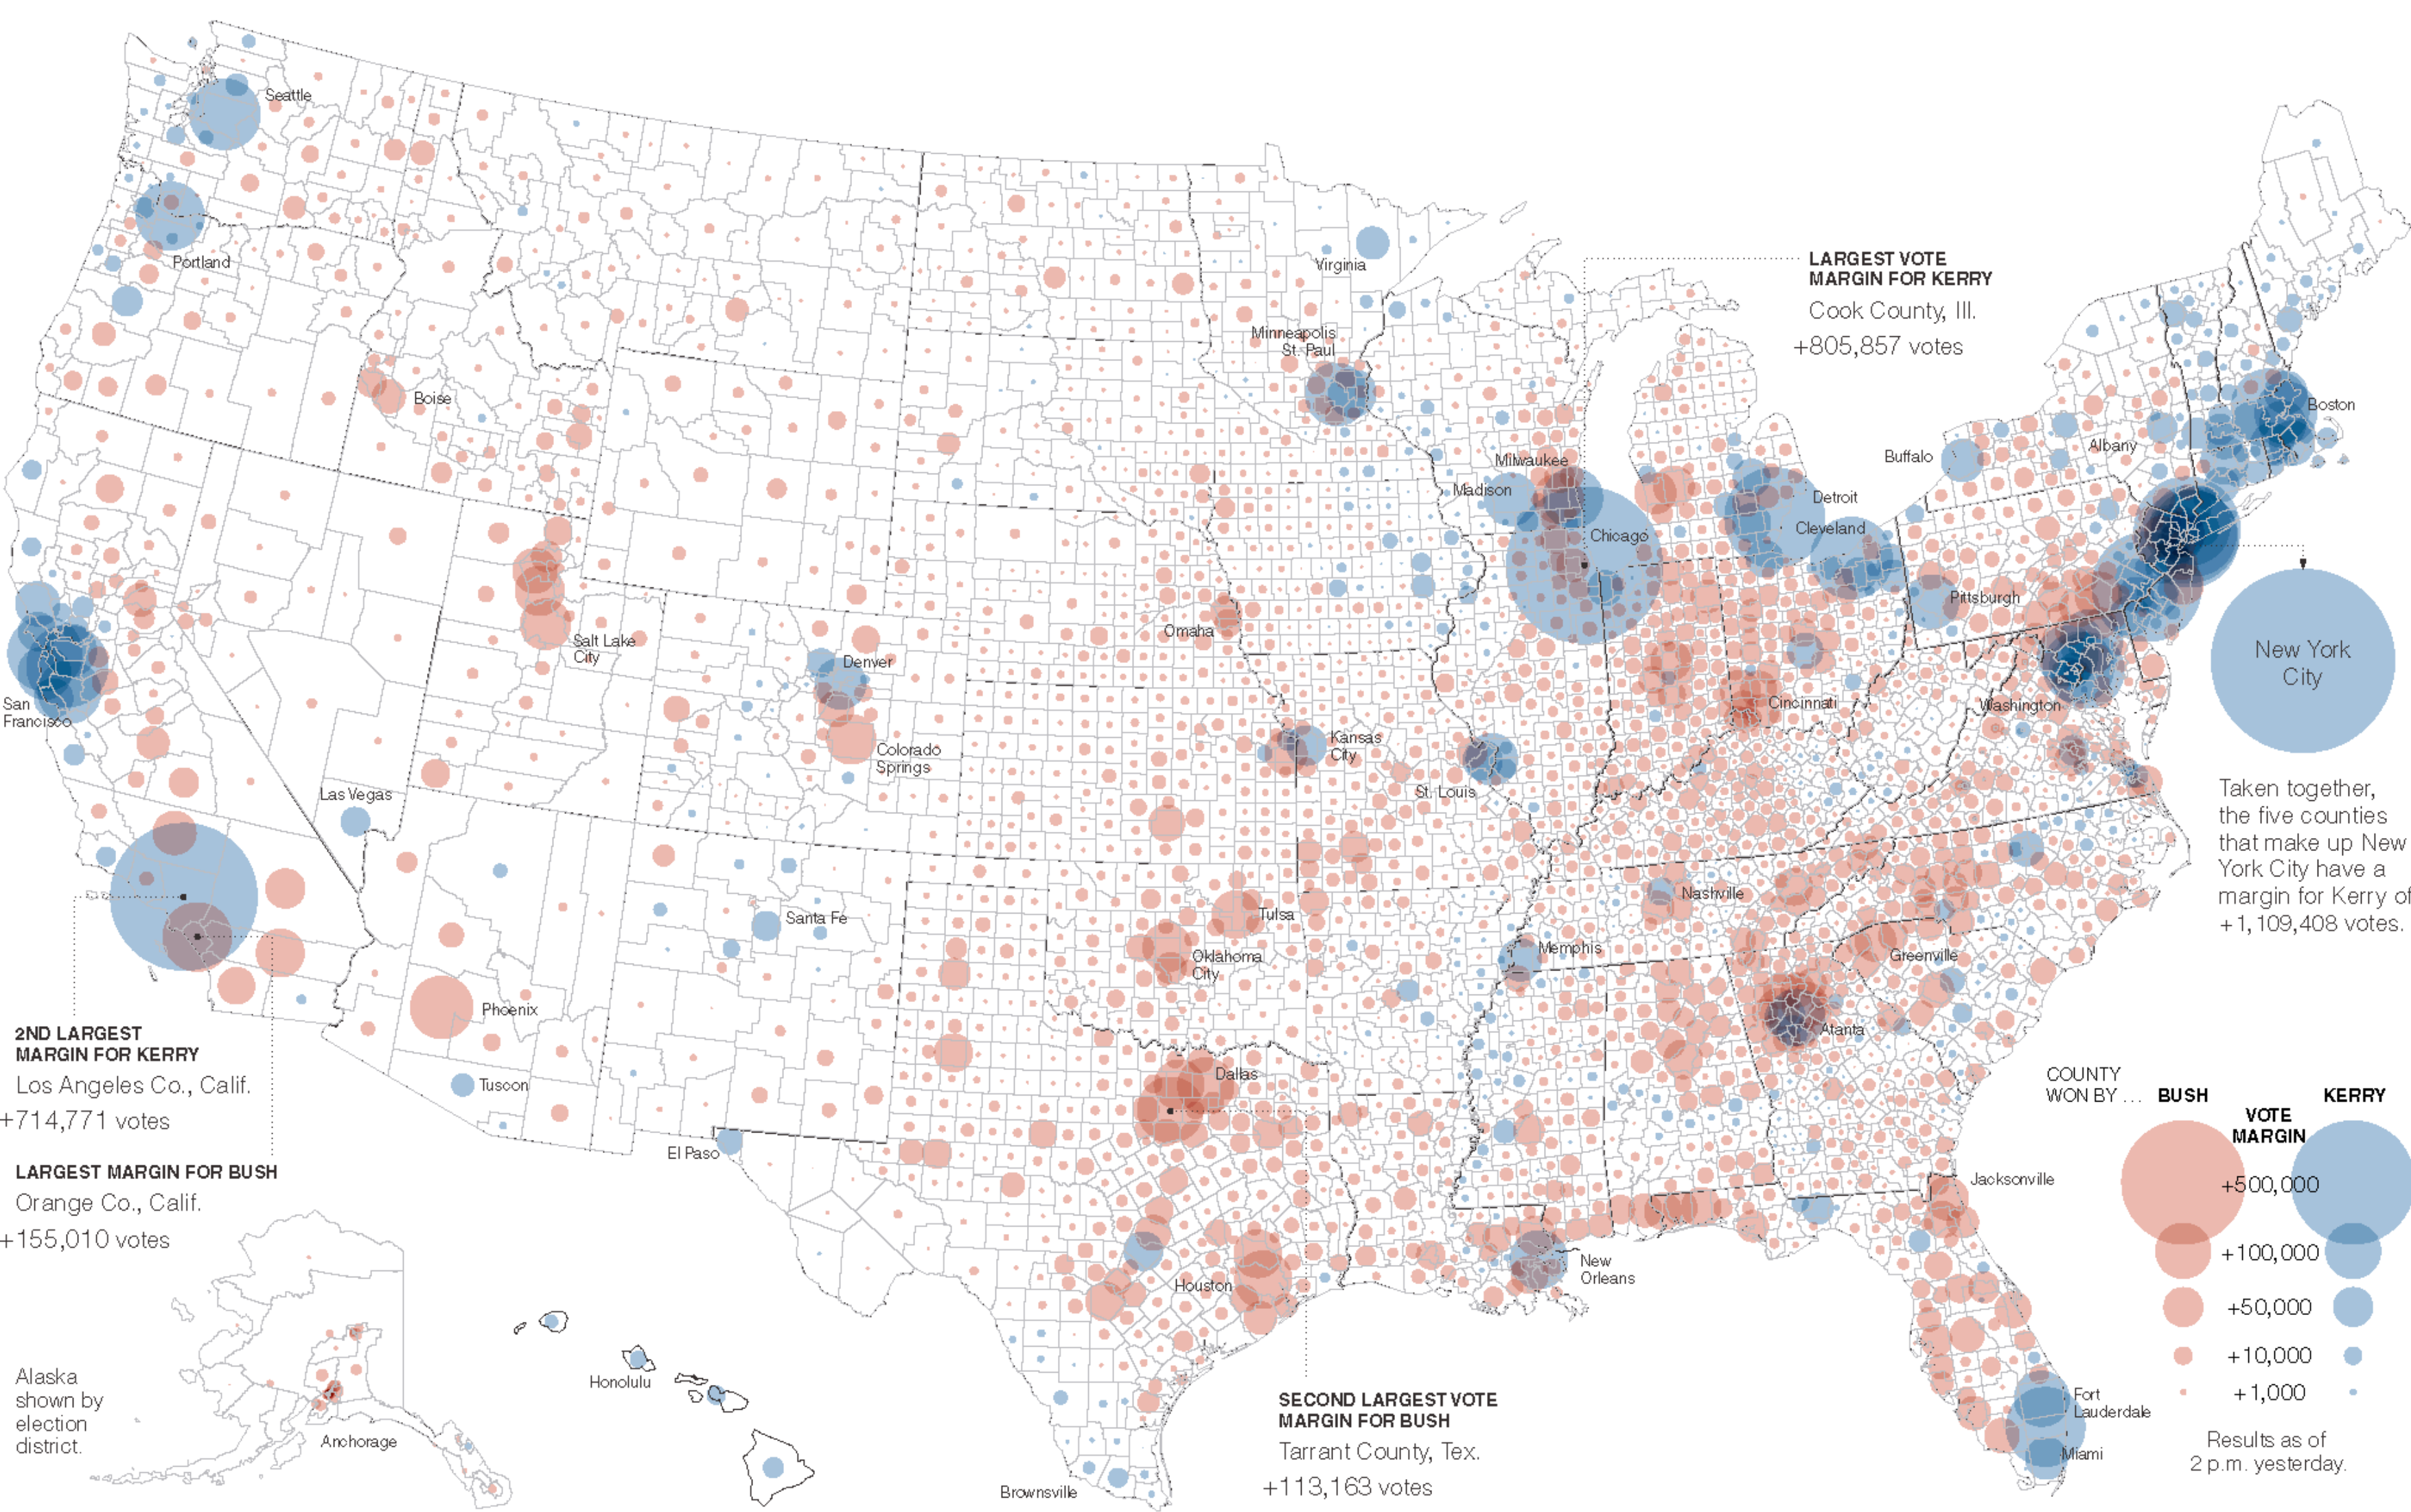 Seattle
Portland
Virginia
LARGEST VOTE
MARGIN FOR KERRY
Cook County, Ill.
+805,857 votes
Minneapolis
St. Paul
Boise
Boston
Albany
Buffalo
Milwaukee
Madison
Detroit
Cleveland
Chicago
Pittsburgh
Omaha
Salt Lake
City
Denver
New York
City
San
Francisco
Cincinnati
Washington
Kansas
City
Colorado
Springs
St. Louis
Las Vegas
Taken together,
the five counties
that make up New
York City have a
margin for Kerry of
+1,109,408 votes.
Nashville
Santa Fe
Tulsa
Memphis
Oklahoma
City
Greenville
Phoenix
Atanta
2ND LARGEST
MARGIN FOR KERRY
Los Angeles Co., Calif.
+714,771 votes
Dallas
Tuscon
COUNTY
WON BY ... BUSH
KERRY
VOTE
MARGIN
El Paso
LARGEST MARGIN FOR BUSH
Orange Co., Calif.
+155,010 votes
Jacksonville
+500,000
+100,000
+50,000
+10,000
+1,000
New
Orleans
Houston
Alaska
shown by
election
district.
Anchorage
Honolulu
SECOND LARGEST VOTE
MARGIN FOR BUSH
Tarrant County, Tex.
+113,163 votes
Brownsville
Fort
Lauderdale
Miami
Results as of
2 p.m. yesterday.